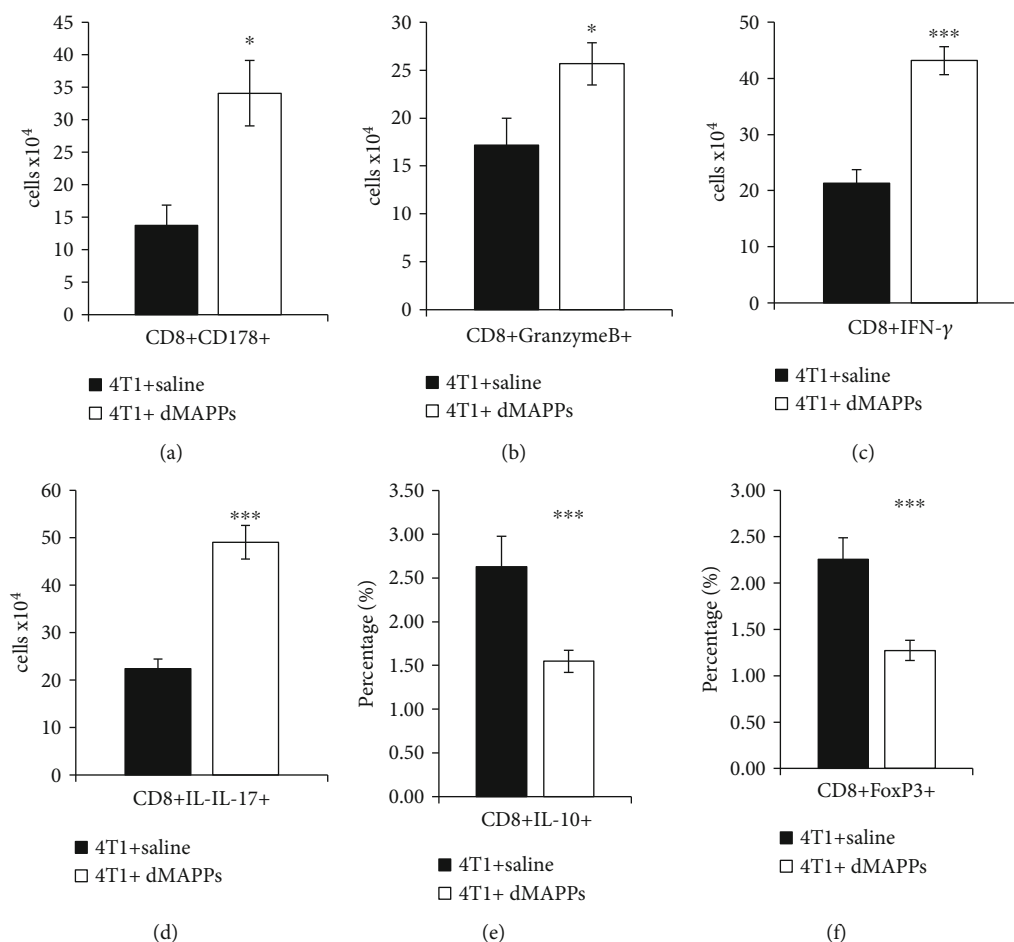 45
40
35
30
25
20
15
10
5
0
cells x10⁴
*
CD8+CD178+
4T1+saline
4T1+ dMAPPs
(a)
30
25
20
15
10
5
0
cells x10⁴
*
CD8+GranzymeB+
4T1+saline
4T1+ dMAPPs
(b)
50
40
30
20
10
0
cells x10⁴
***
CD8+IFN-γ
4T1+saline
4T1+ dMAPPs
(c)
60
50
40
30
20
10
0
cells x10⁴
***
CD8+IL-IL-17+
4T1+saline
4T1+ dMAPPs
(d)
3.50
3.00
2.50
2.00
1.50
1.00
0.50
0.00
Percentage (%)
***
CD8+IL-10+
4T1+saline
4T1+ dMAPPs
(e)
3.00
2.50
2.00
1.50
1.00
0.50
0.00
Percentage (%)
***
CD8+FoxP3+
4T1+saline
4T1+ dMAPPs
(f)